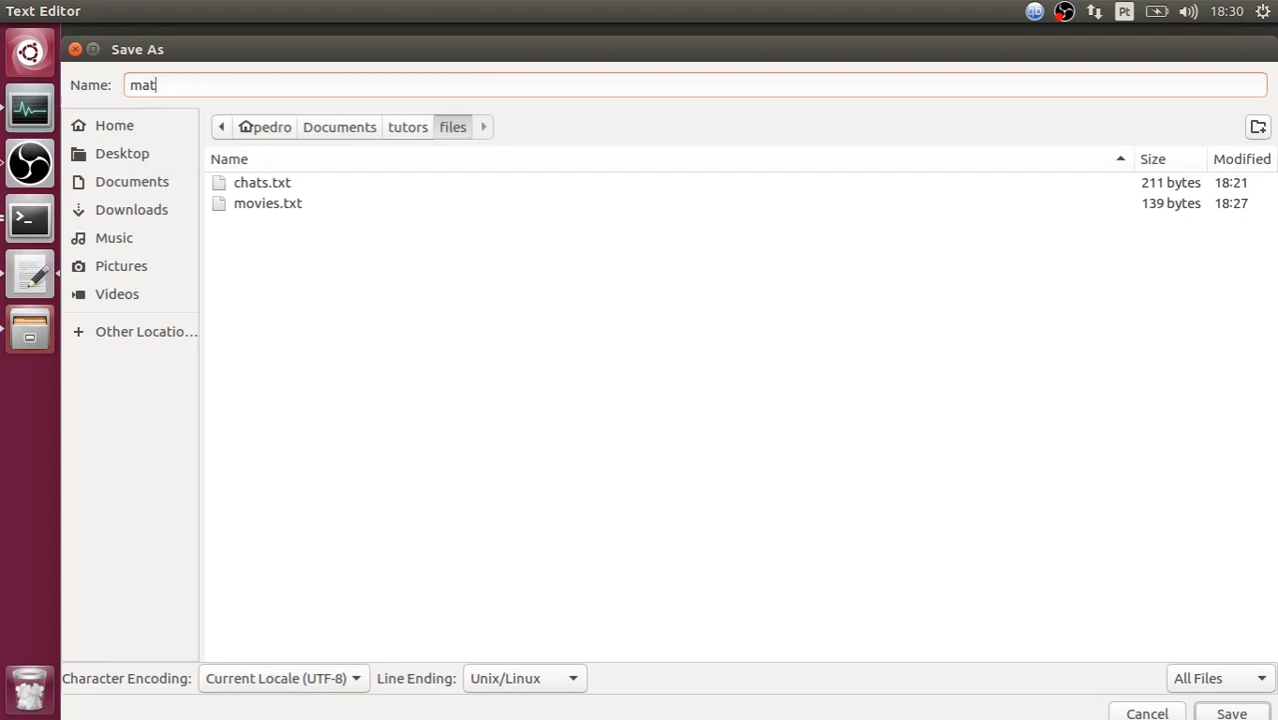 Text Editor
Pt
18:30
Save As
Name: mat
pedro Documents tutors files
Home
Desktop
Documents
Downloads
Music
Pictures
Videos
Other Locatio...
Name Size Modified
chats.txt 211 bytes 18:21
movies.txt 139 bytes 18:27
Character Encoding: Current Locale (UTF-8) Line Ending: Unix/Linux All Files
Cancel Save